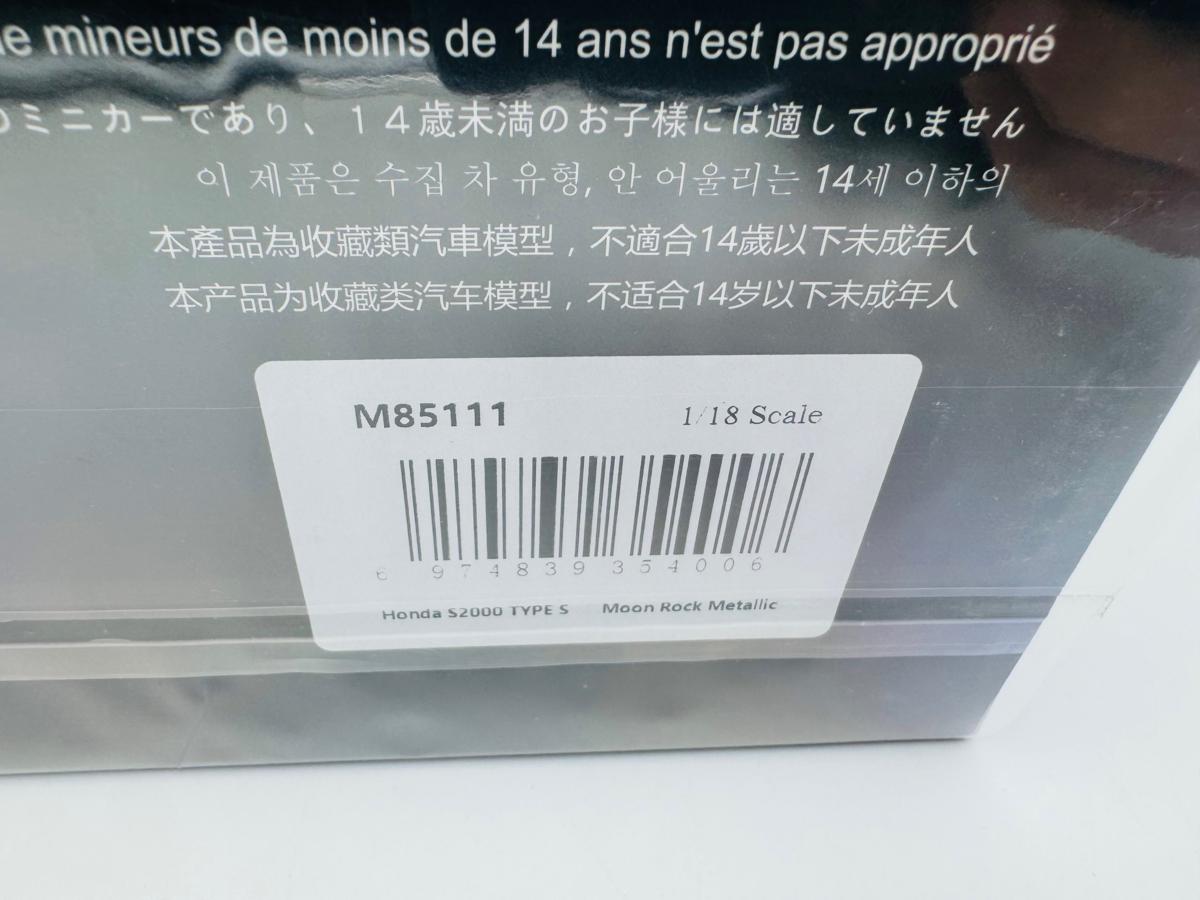 de mineurs de moins de 14 ans n'est pas approprié
のミニカーであり、１４歳未満のお子様には適していません
이 제품은 수집 차 유형, 안 어울리는 14세 이하의
本產品為收藏類汽車模型，不適合14歲以下未成年人
本产品为收藏类汽车模型，不适合14岁以下未成年人
M85111 1/18 Scale
6 974839 354006
Honda S2000 TYPE S Moon Rock Metallic